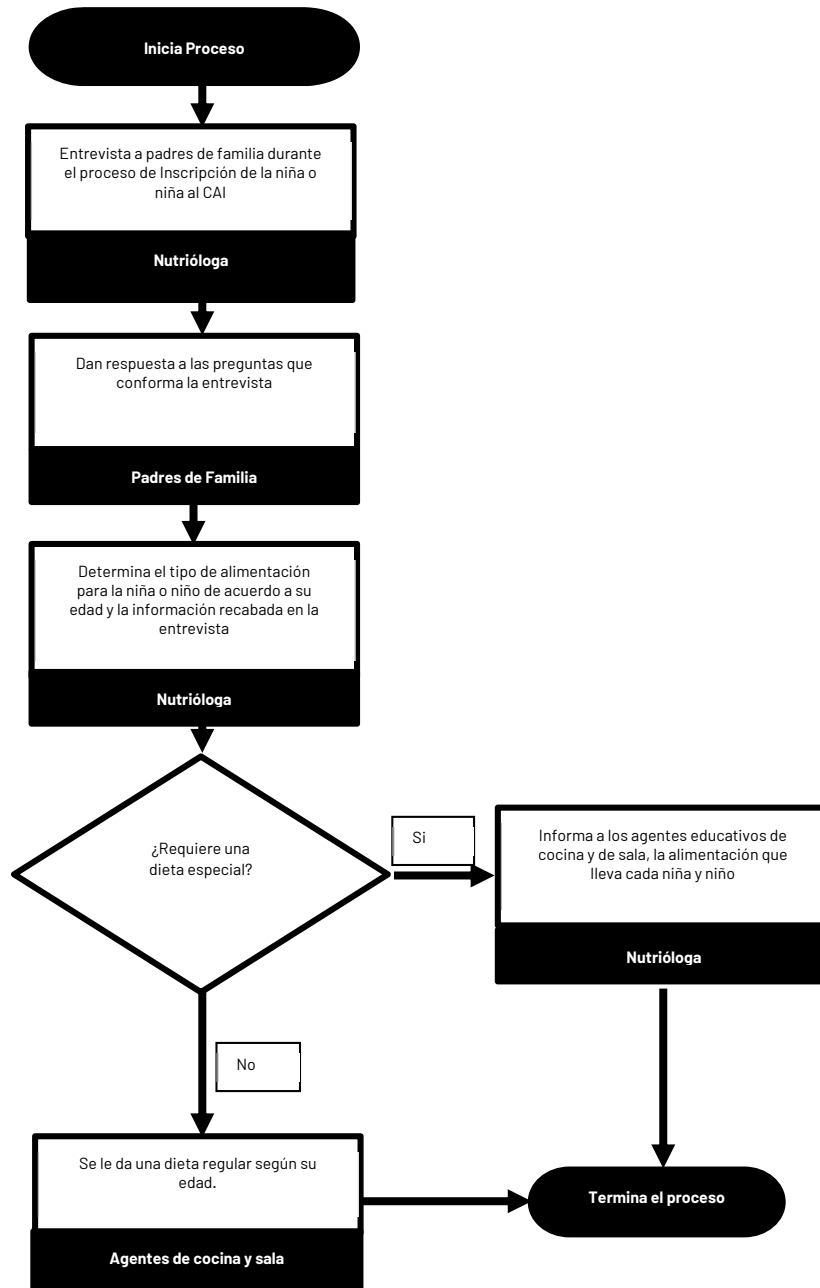 Inicia Proceso
Entrevista a padres de familia durante
el proceso de Inscripción de la niña o
niña al CAI
Nutrióloga
Dan respuesta a las preguntas que
conforma la entrevista
Padres de Familia
Determina el tipo de alimentación
para la niña o niño de acuerdo a su
edad y la información recabada en la
entrevista
Nutrióloga
¿Requiere una
dieta especial?
Si
Informa a los agentes educativos de
cocina y de sala, la alimentación que
lleva cada niña y niño
Nutrióloga
No
Se le da una dieta regular según su
edad.
Agentes de cocina y sala
Termina el proceso